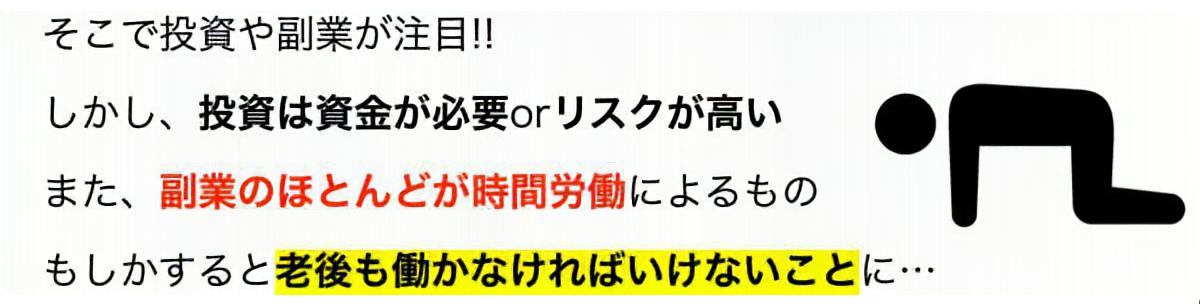 そこで投資や副業が注目!!
しかし、投資は資金が必要orリスクが高い
また、副業のほとんどが時間労働によるもの
もしかすると老後も働かなければいけないことに…